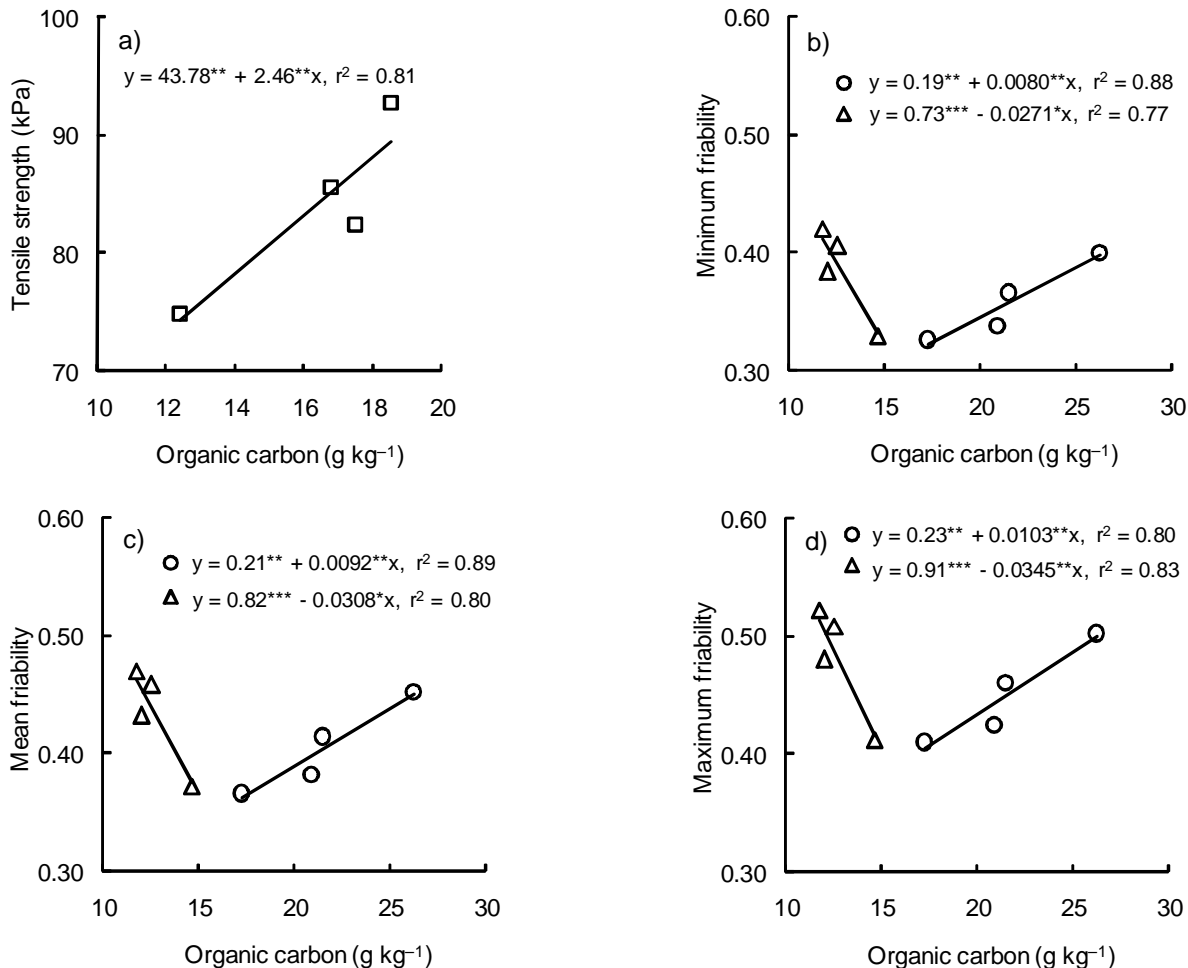 a)
y = 43.78** + 2.46**x, r² = 0.81
100
90
80
70
Tensile strength (kPa)
10 12 14 16 18 20
Organic carbon (g kg⁻¹)
b)
y = 0.19** + 0.0080**x, r² = 0.88
y = 0.73*** - 0.0271*x, r² = 0.77
0.60
0.50
0.40
0.30
Minimum friability
10 15 20 25 30
Organic carbon (g kg⁻¹)
c)
y = 0.21** + 0.0092**x, r² = 0.89
y = 0.82*** - 0.0308*x, r² = 0.80
0.60
0.50
0.40
0.30
Mean friability
10 15 20 25 30
Organic carbon (g kg⁻¹)
d)
y = 0.23** + 0.0103**x, r² = 0.80
y = 0.91*** - 0.0345**x, r² = 0.83
0.60
0.50
0.40
0.30
Maximum friability
10 15 20 25 30
Organic carbon (g kg⁻¹)